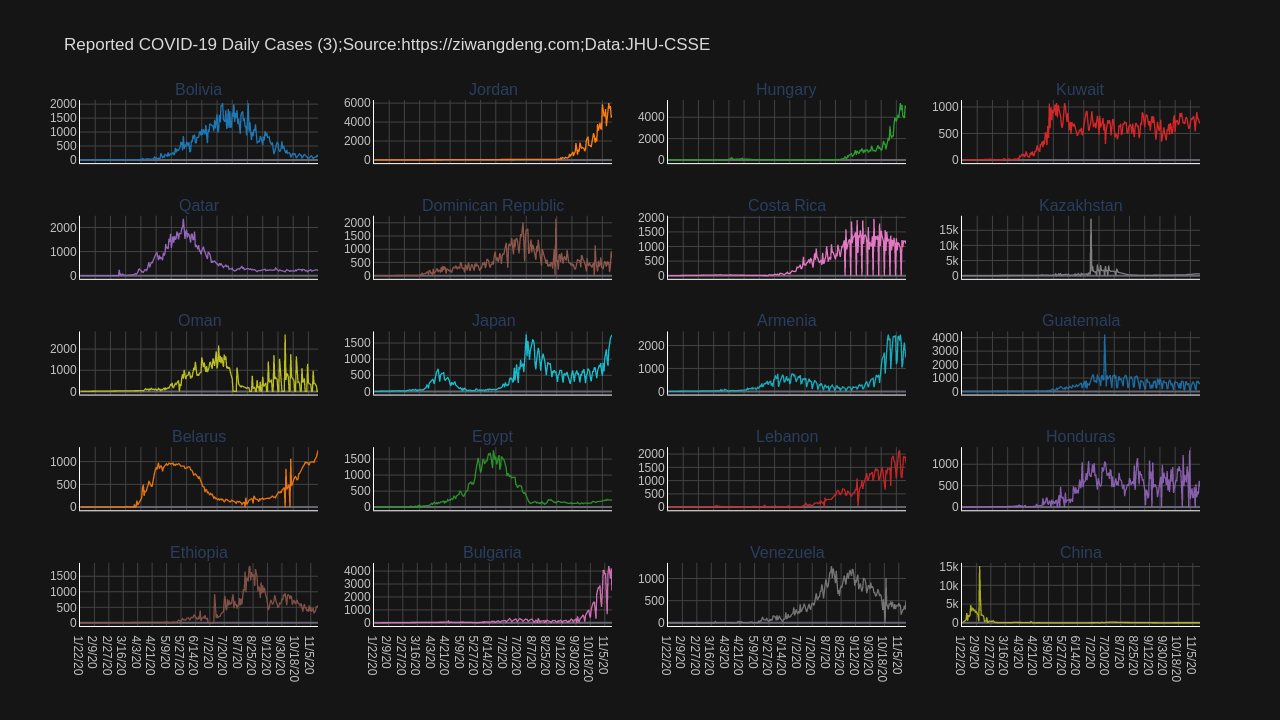 Reported COVID-19 Daily Cases (3);Source:https://ziwangdeng.com;Data:JHU-CSSE
Bolivia
2000
1500
1000
500
0
Jordan
6000
4000
2000
0
Hungary
4000
2000
0
Kuwait
1000
500
0
Qatar
2000
1000
0
Dominican Republic
2000
1500
1000
500
0
Costa Rica
2000
1500
1000
500
0
Kazakhstan
15k
10k
5k
0
Oman
2000
1000
0
Japan
1500
1000
500
0
Armenia
2000
1000
0
Guatemala
4000
3000
2000
1000
0
Belarus
1000
500
0
Egypt
1500
1000
500
0
Lebanon
2000
1500
1000
500
0
Honduras
1000
500
0
Ethiopia
1500
1000
500
0
1/22/20 2/9/20 2/27/20 3/16/20 4/3/20 4/21/20 5/9/20 5/27/20 6/14/20 7/2/20 7/20/20 8/7/20 8/25/20 9/12/20 9/30/20 10/18/20 11/5/20
Bulgaria
4000
3000
2000
1000
0
1/22/20 2/9/20 2/27/20 3/16/20 4/3/20 4/21/20 5/9/20 5/27/20 6/14/20 7/2/20 7/20/20 8/7/20 8/25/20 9/12/20 9/30/20 10/18/20 11/5/20
Venezuela
1000
500
0
1/22/20 2/9/20 2/27/20 3/16/20 4/3/20 4/21/20 5/9/20 5/27/20 6/14/20 7/2/20 7/20/20 8/7/20 8/25/20 9/12/20 9/30/20 10/18/20 11/5/20
China
15k
10k
5k
0
1/22/20 2/9/20 2/27/20 3/16/20 4/3/20 4/21/20 5/9/20 5/27/20 6/14/20 7/2/20 7/20/20 8/7/20 8/25/20 9/12/20 9/30/20 10/18/20 11/5/20